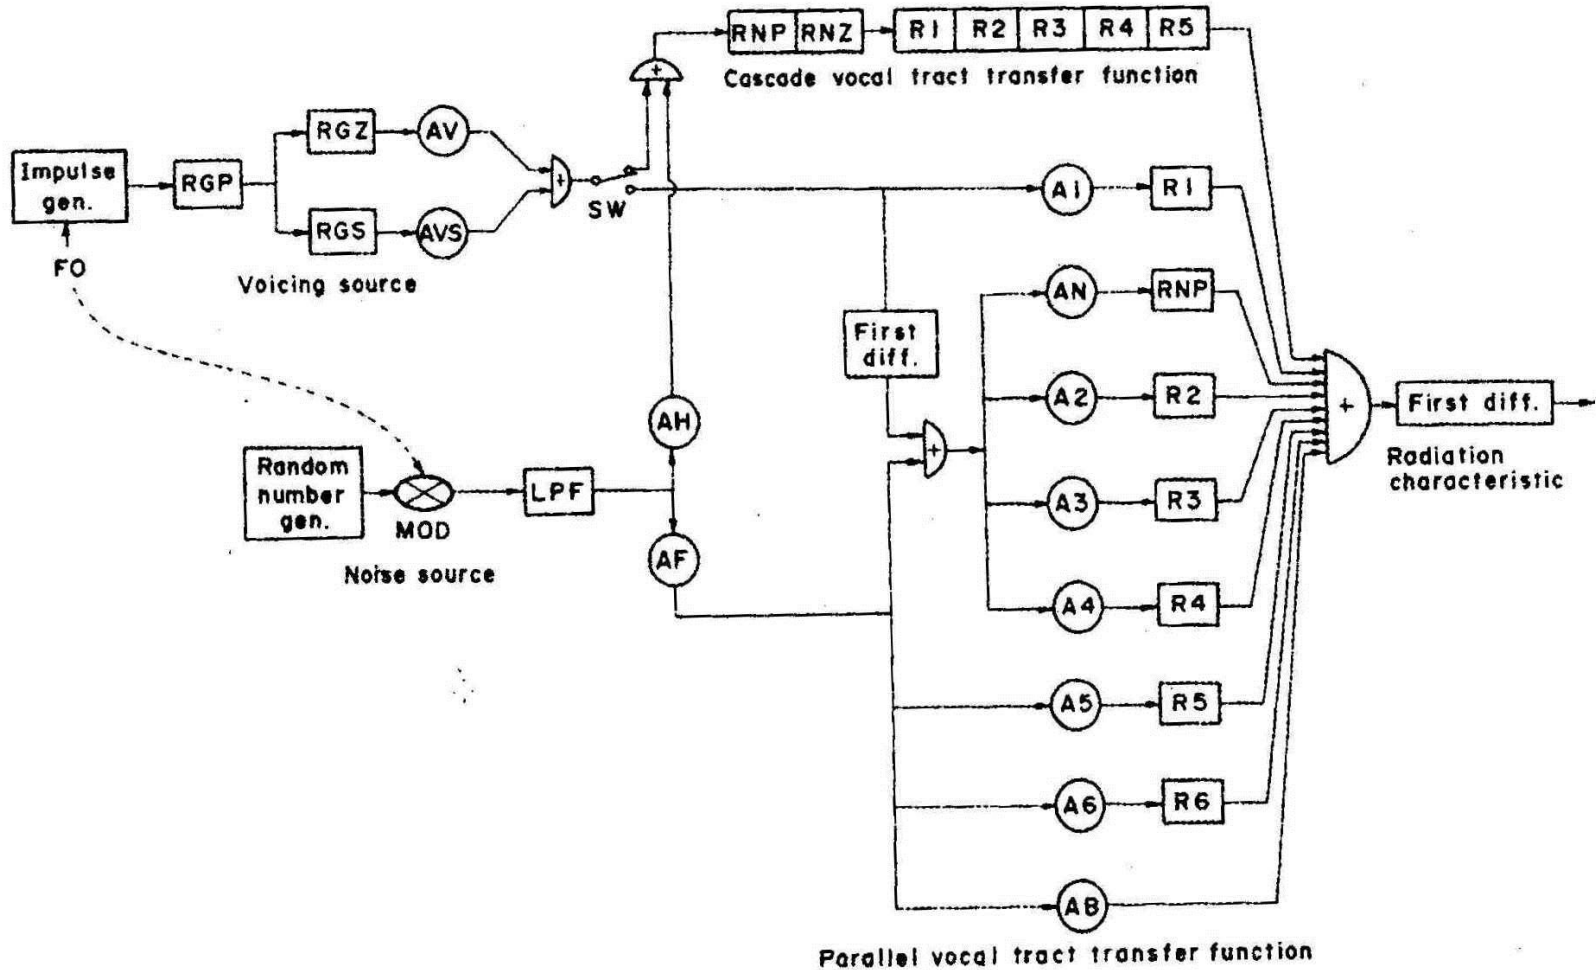 RNP RNZ R1 R2 R3 R4 R5
Cascade vocal tract transfer function
+
RGZ AV
Impulse
gen.
RGP
+
SW
RGS AVS
FO
Voicing source
A1 R1
AN RNP
First
diff.
A2 R2
+
First diff.
Radiation
characteristic
AH
+
Random
number
gen.
MOD
LPF
A3 R3
Noise source
AF
A4 R4
A5 R5
A6 R6
AB
Parallel vocal tract transfer function